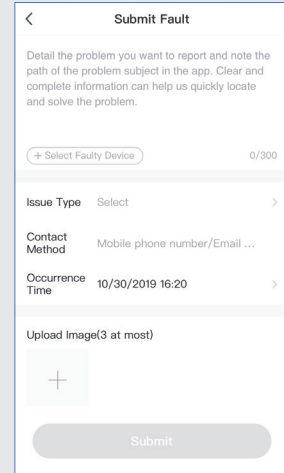 Submit Fault
Detail the problem you want to report and note the
path of the problem subject in the app. Clear and
complete information can help us quickly locate
and solve the problem.
+ Select Faulty Device
0/300
Issue Type Select
Contact
Method
Mobile phone number/Email ...
Occurrence
Time
10/30/2019 16:20
Upload Image(3 at most)
Submit